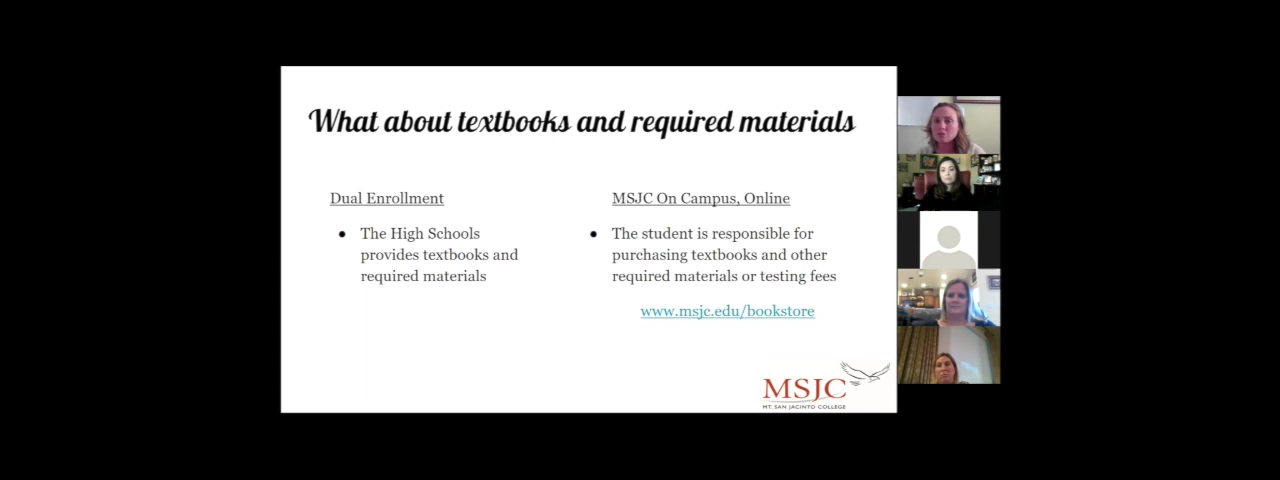 What about textbooks and required materials
Dual Enrollment
● The High Schools
provides textbooks and
required materials
MSJC On Campus, Online
● The student is responsible for
purchasing textbooks and other
required materials or testing fees
www.msjc.edu/bookstore
MSJC
MT. SAN JACINTO COLLEGE